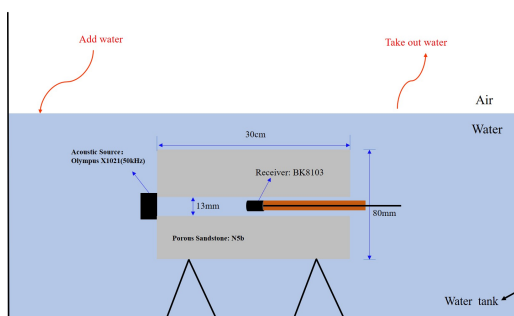 Add water
Take out water
Air
Water
30cm
Acoustic Source:
Olympus X1021(50kHz)
Receiver: BK8103
13mm
80mm
Porous Sandstone: N5b
Water tank